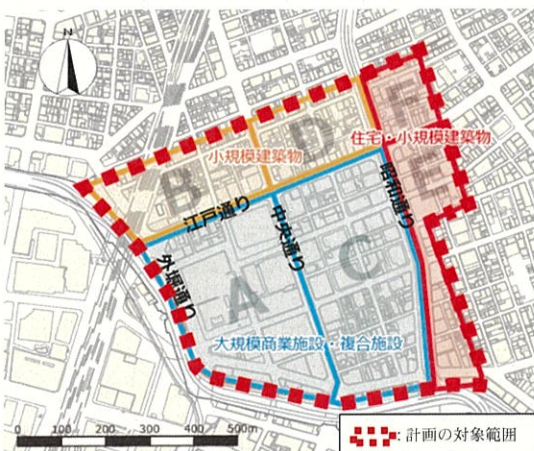 N
F
D
住宅・小規模建築物
小規模建築物
B
E
江戸通り
中央通り
昭和通り
外堀通り
A
C
大規模商業施設・複合施設
0 100 200 300 400 500m
:計画の対象範囲